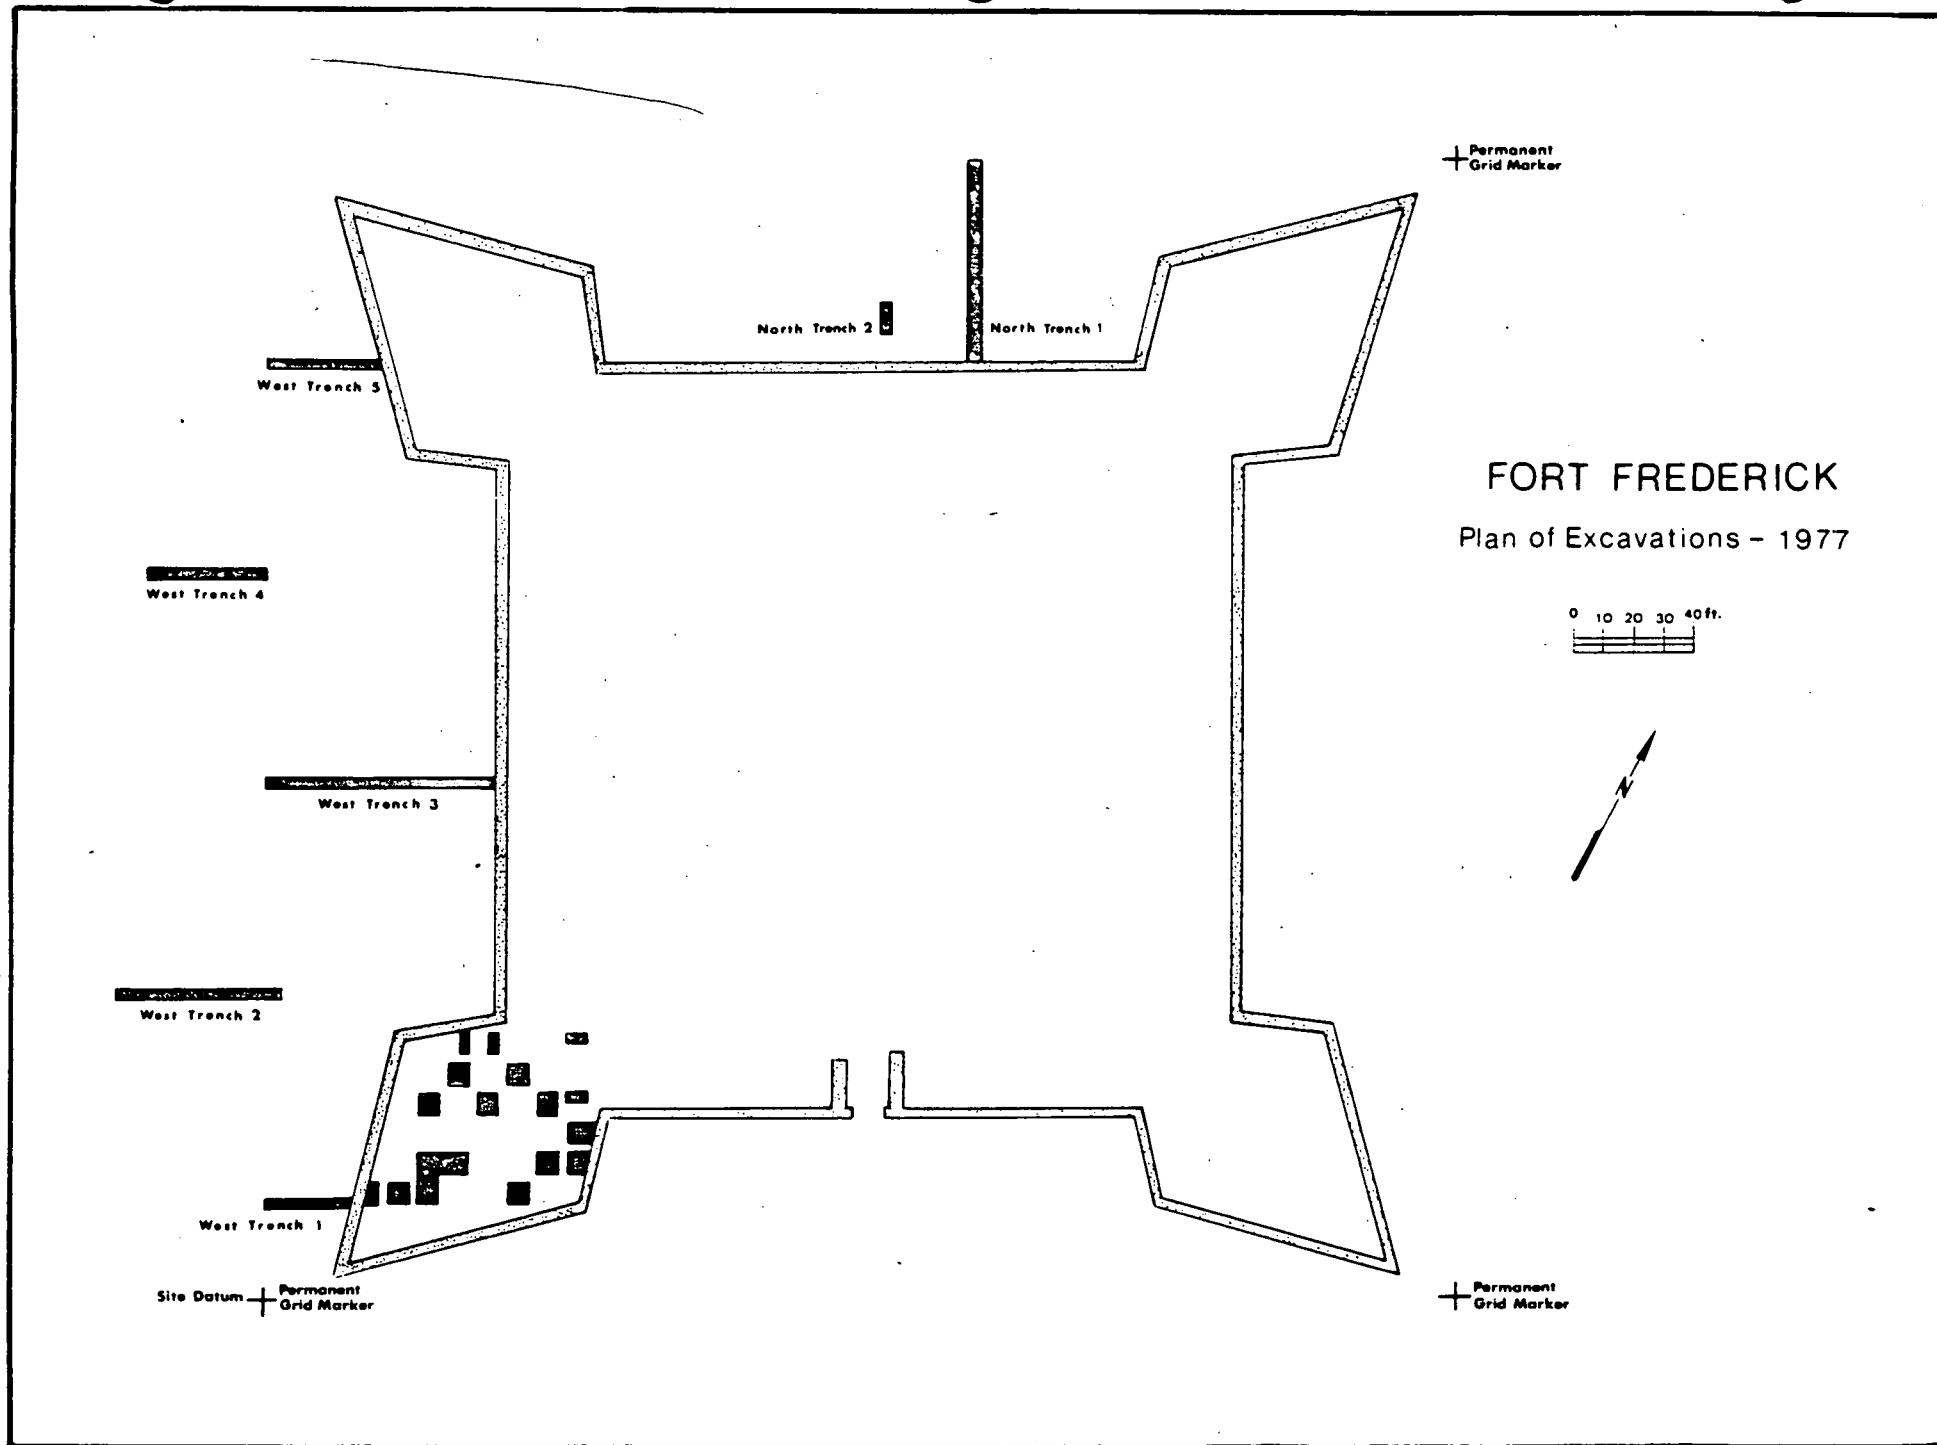 Permanent
Grid Marker
North Trench 2
North Trench 1
West Trench 5
FORT FREDERICK
Plan of Excavations - 1977
West Trench 4
0 10 20 30 40 ft.
N
West Trench 3
West Trench 2
West Trench 1
Site Datum
Permanent
Grid Marker
Permanent
Grid Marker